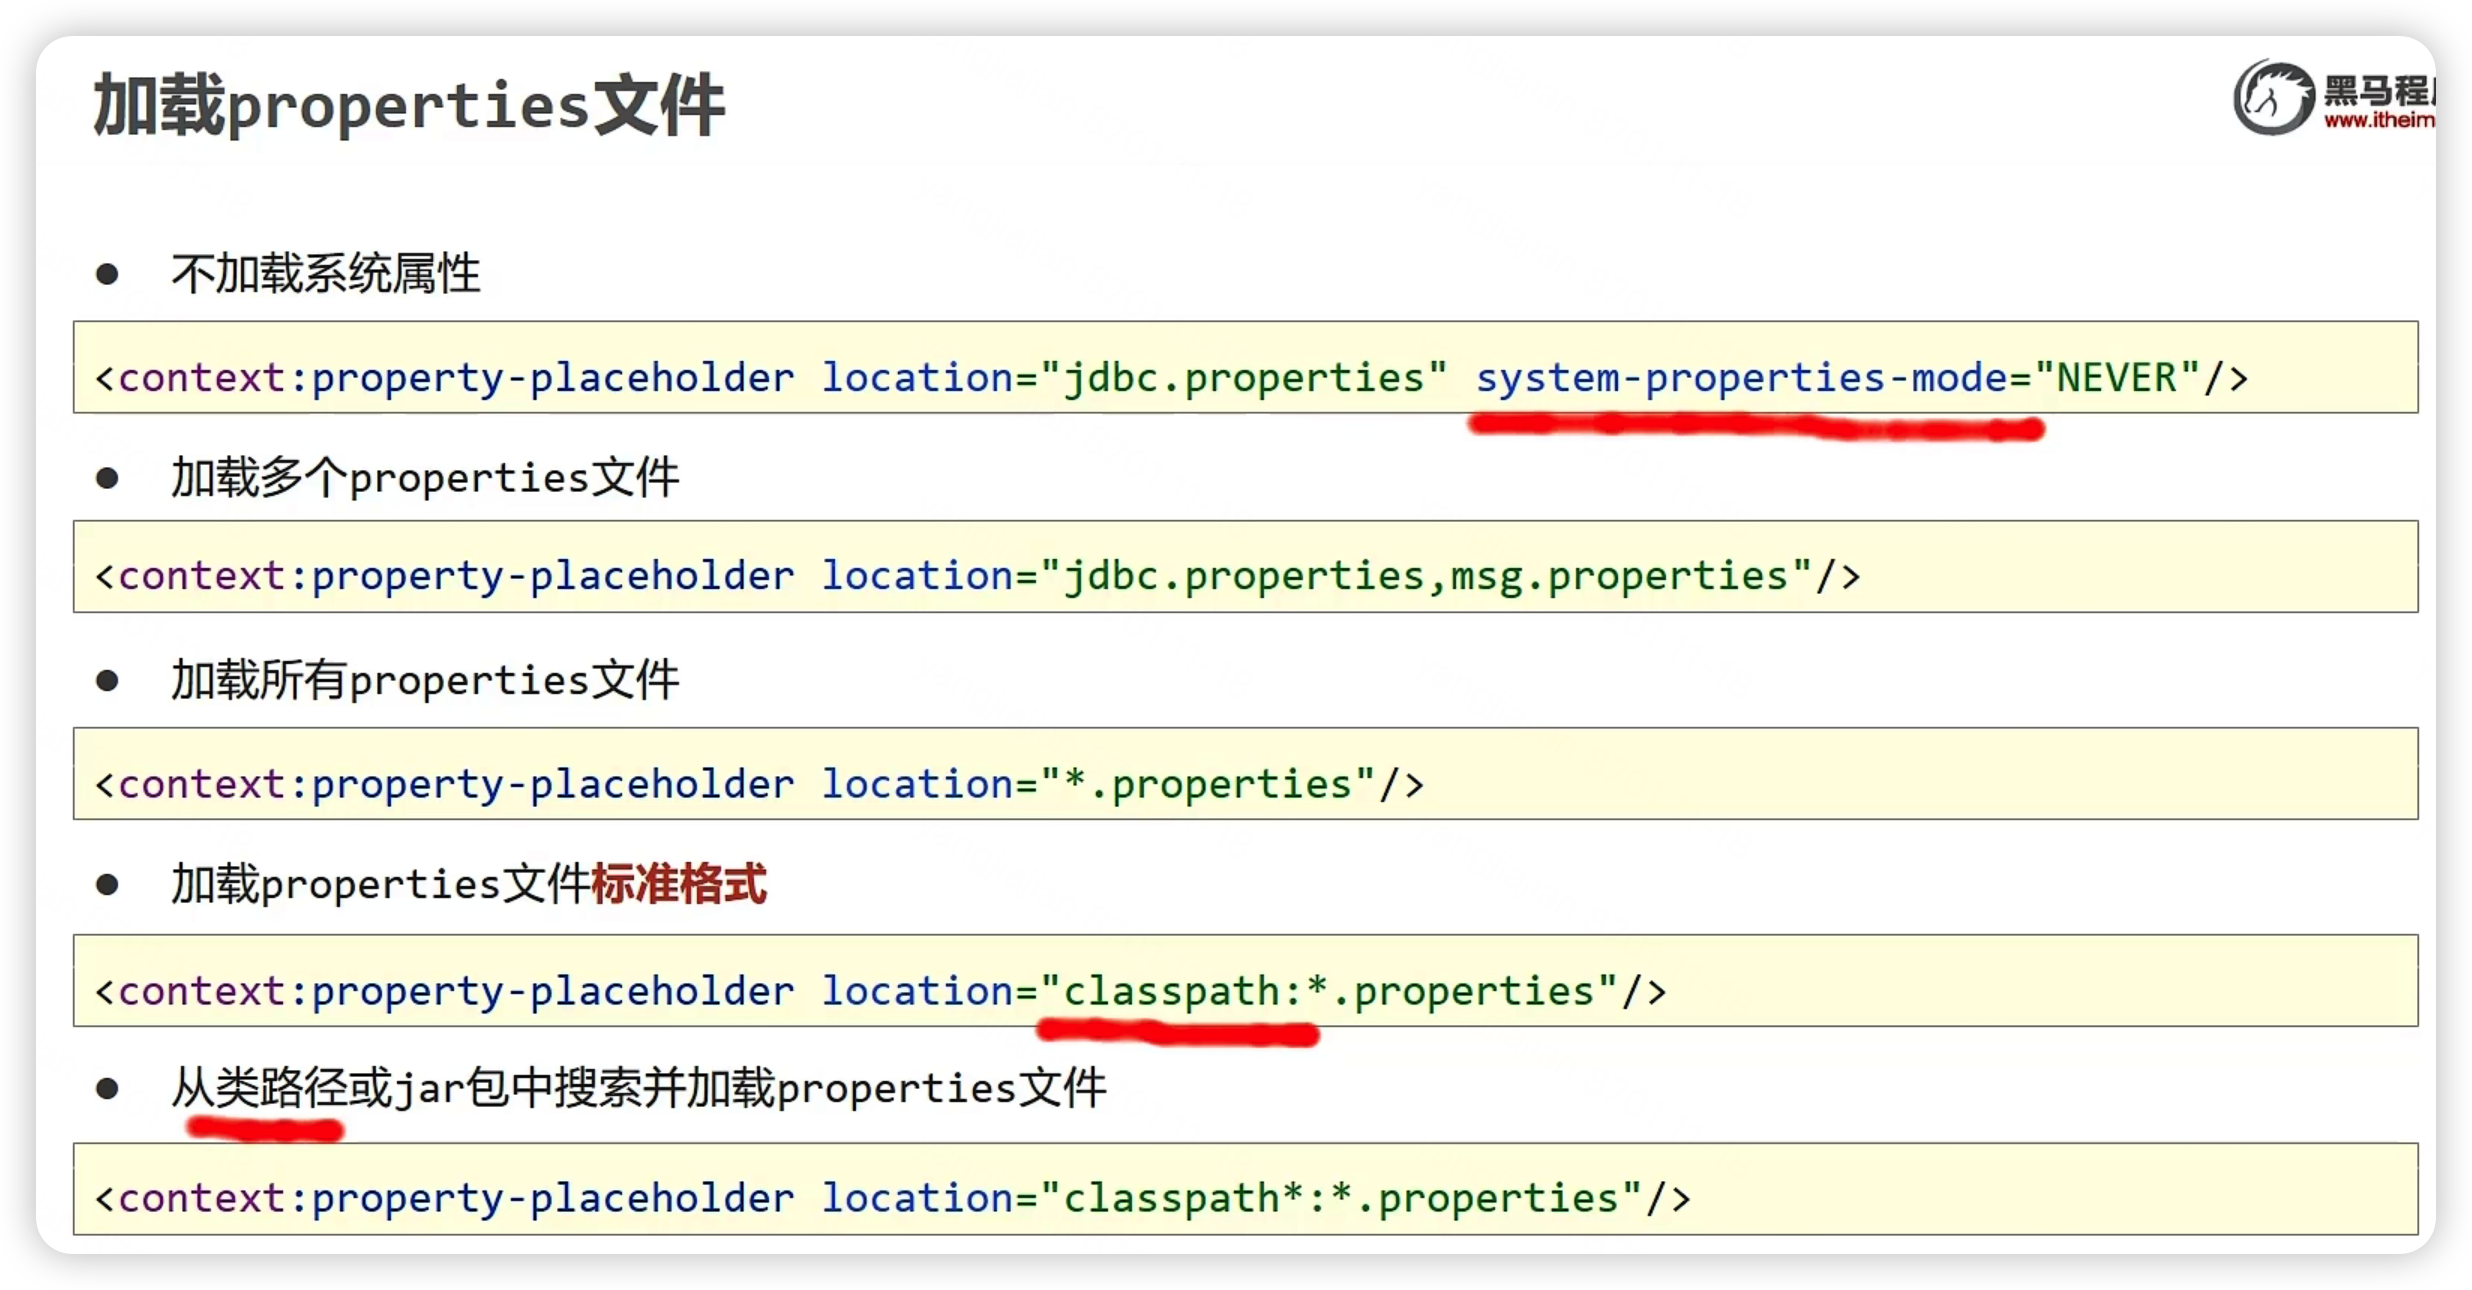 加载properties文件
黑马程
www.itheim
● 不加载系统属性
<context:property-placeholder location="jdbc.properties" system-properties-mode="NEVER"/>
● 加载多个properties文件
<context:property-placeholder location="jdbc.properties,msg.properties"/>
● 加载所有properties文件
<context:property-placeholder location="*.properties"/>
● 加载properties文件标准格式
<context:property-placeholder location="classpath:*.properties"/>
● 从类路径或jar包中搜索并加载properties文件
<context:property-placeholder location="classpath*:*.properties"/>